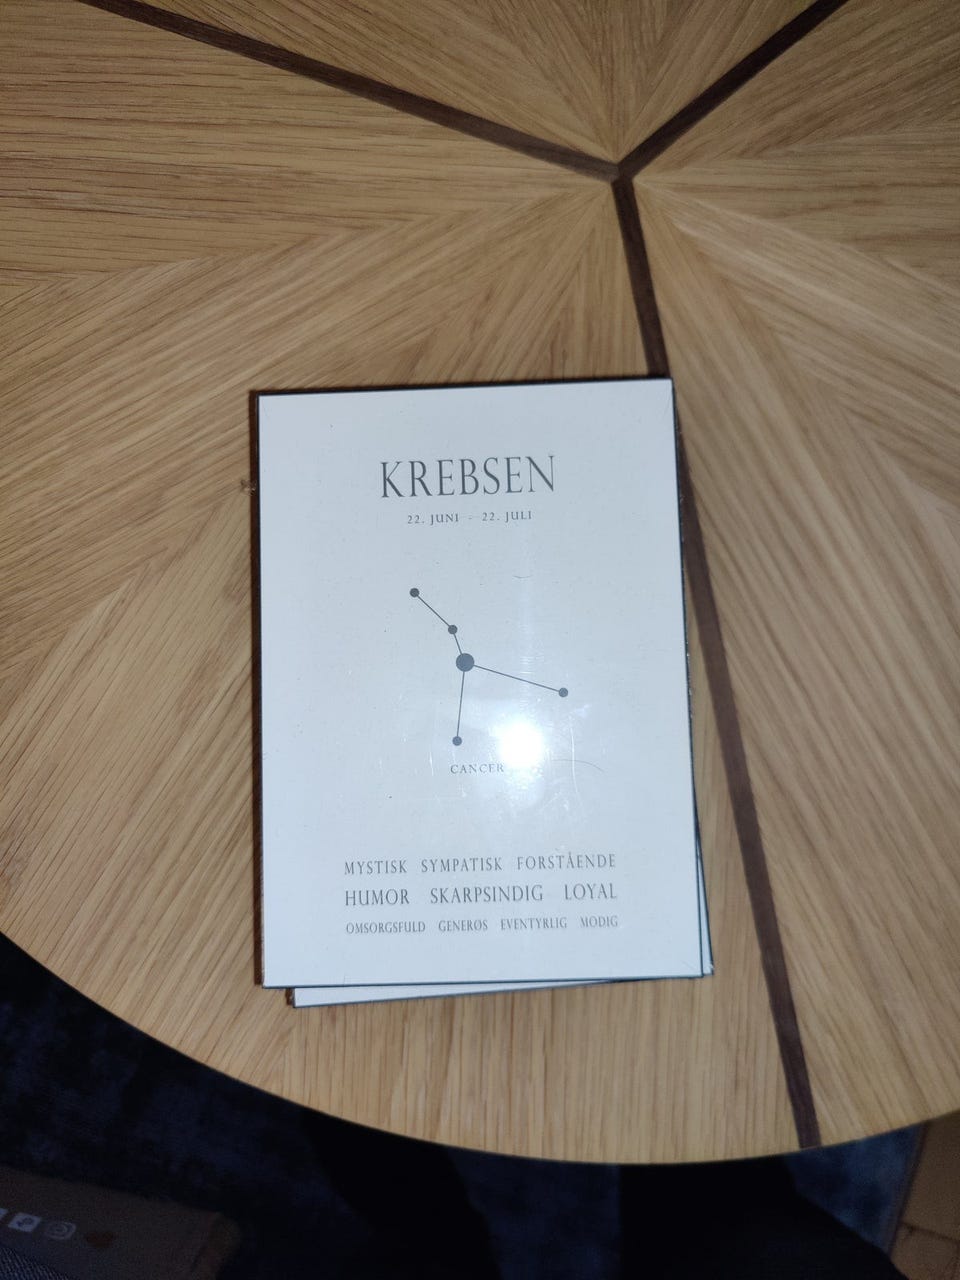 KREBSEN
22. JUNI - 22. JULI
CANCER
MYSTISK SYMPATISK FORSTÅENDE
HUMOR SKARPSINDIG LOYAL
OMSORGSFULD GENERØS EVENTYRLIG MODIG